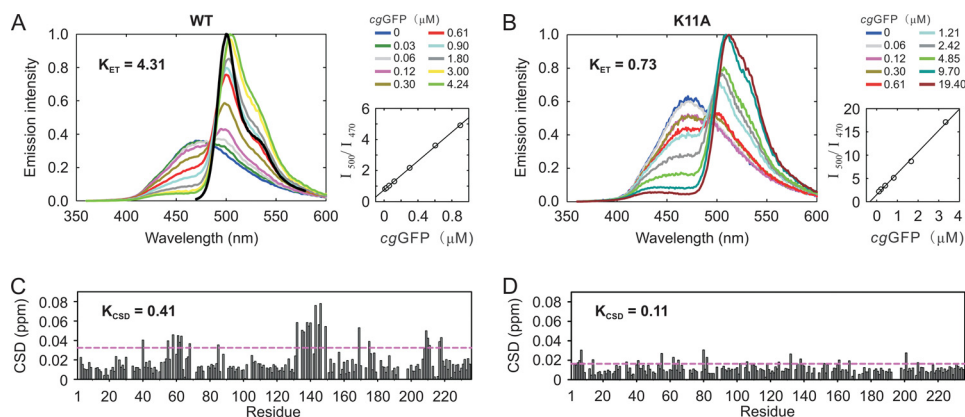 A
WT
B
K11A
cgGFP (μM)
0
0.03
0.06
0.12
0.30
0.61
0.90
1.80
3.00
4.24
K_ET = 4.31
Emission intensity
1.0
0.8
0.6
0.4
0.2
0.0
350 400 450 500 550 600
Wavelength (nm)
I_500/I_470
6
4
2
0
0 0.2 0.4 0.6 0.8 1
cgGFP (μM)
cgGFP (μM)
0
0.06
0.12
0.30
0.61
1.21
2.42
4.85
9.70
19.40
K_ET = 0.73
Emission intensity
1.0
0.8
0.6
0.4
0.2
0.0
350 400 450 500 550 600
Wavelength (nm)
I_500/I_470
20
15
10
5
0
0 1 2 3 4
cgGFP (μM)
C
K_CSD = 0.41
CSD (ppm)
0.08
0.06
0.04
0.02
0
1 20 40 60 80 100 120 140 160 180 200 220
Residue
D
K_CSD = 0.11
CSD (ppm)
0.08
0.06
0.04
0.02
0
1 20 40 60 80 100 120 140 160 180 200 220
Residue